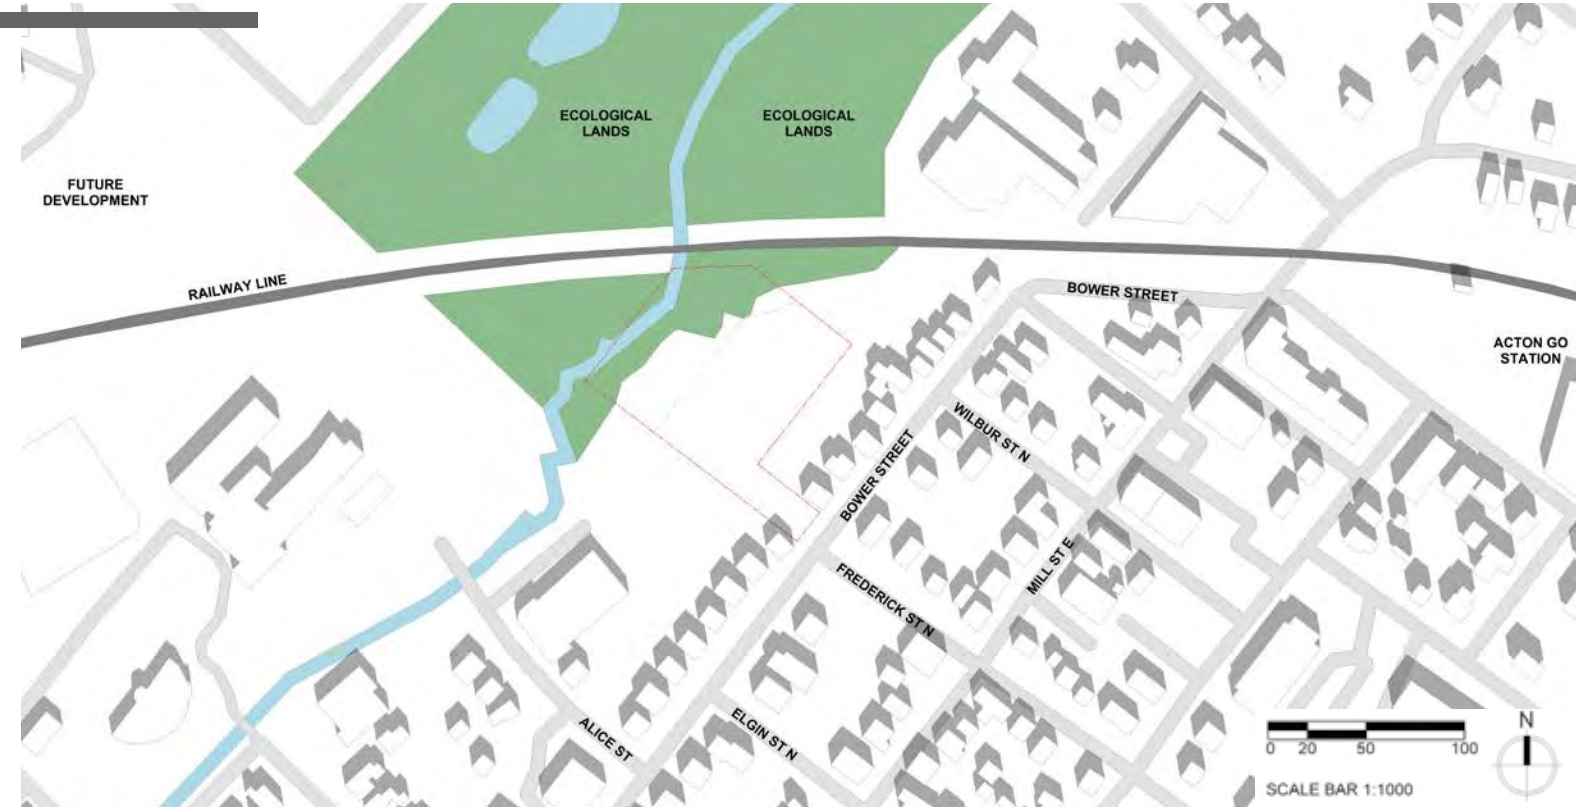 ECOLOGICAL
LANDS
ECOLOGICAL
LANDS
FUTURE
DEVELOPMENT
RAILWAY LINE
BOWER STREET
ACTON GO
STATION
WILBUR ST N
BOWER STREET
MILL ST E
FREDERICK ST N
ALICE ST
ELGIN ST N
N
0 20 50 100
SCALE BAR 1:1000